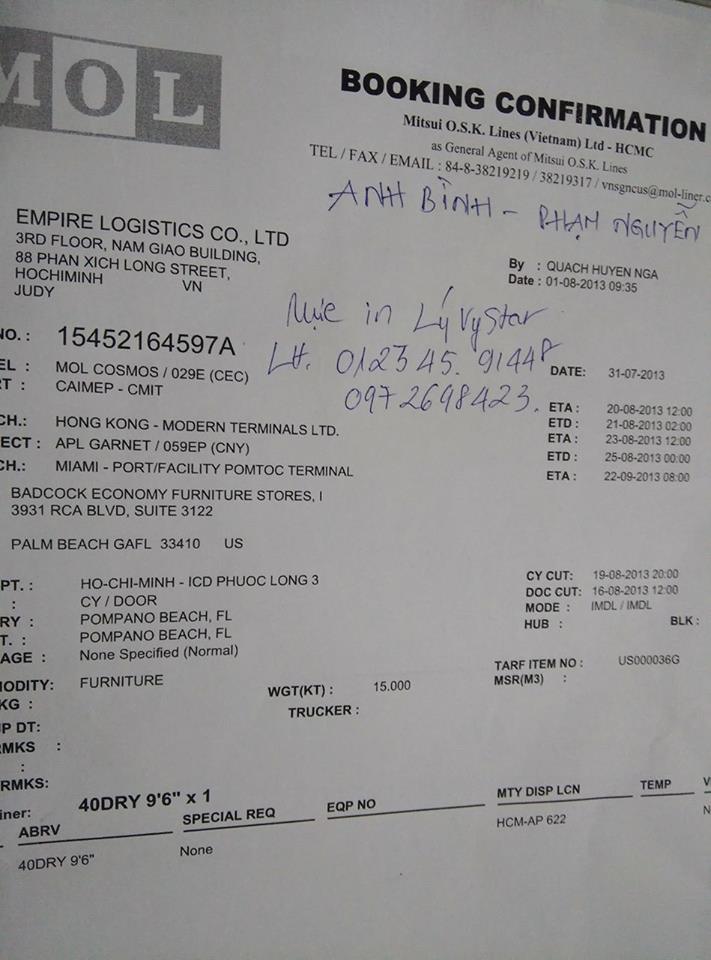 MOL
BOOKING CONFIRMATION
Mitsui O.S.K. Lines (Vietnam) Ltd - HCMC
as General Agent of Mitsui O.S.K. Lines
TEL / FAX / EMAIL : 84-8-38219219 / 38219317 / vnsgncus@mol-liner.c
ANH BÌNH - PHẠM NGUYỄN
EMPIRE LOGISTICS CO., LTD
3RD FLOOR, NAM GIAO BUILDING,
88 PHAN XICH LONG STREET,
HOCHIMINH VN
JUDY
By : QUACH HUYEN NGA
Date : 01-08-2013 09:35
Mực in Lý Vy Star
LH. 012345.91448
0972698423.
NO. : 15452164597A
EL : MOL COSMOS / 029E (CEC) DATE: 31-07-2013
RT : CAIMEP - CMIT
ETA : 20-08-2013 12:00
ETD : 21-08-2013 02:00
CH.: HONG KONG - MODERN TERMINALS LTD. ETA : 23-08-2013 12:00
ECT : APL GARNET / 059EP (CNY) ETD : 25-08-2013 00:00
CH.: MIAMI - PORT/FACILITY POMTOC TERMINAL ETA : 22-09-2013 08:00
BADCOCK ECONOMY FURNITURE STORES, I
3931 RCA BLVD, SUITE 3122
PALM BEACH GAFL 33410 US
PT. : HO-CHI-MINH - ICD PHUOC LONG 3 CY CUT: 19-08-2013 20:00
: CY / DOOR DOC CUT: 16-08-2013 12:00
RY : POMPANO BEACH, FL MODE : IMDL / IMDL
T. : POMPANO BEACH, FL HUB : BLK :
AGE : None Specified (Normal)
TARF ITEM NO : US000036G
MODITY: FURNITURE WGT(KT) : 15.000 MSR(M3) :
KG :
TRUCKER :
P DT:
RMKS :
:
RMKS:
iner: 40DRY 9'6" x 1
ABRV SPECIAL REQ EQP NO MTY DISP LCN TEMP V
40DRY 9'6" None HCM-AP 622 N